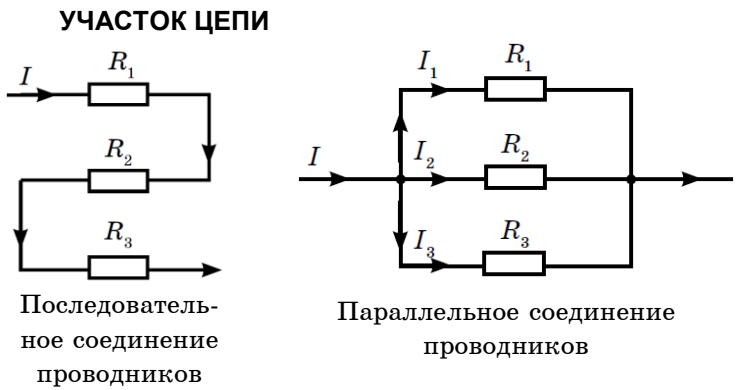 УЧАСТОК ЦЕПИ
I
R1
R2
R3
Последователь-
ное соединение
проводников
I
I1
R1
I2
R2
I3
R3
Параллельное соединение
проводников